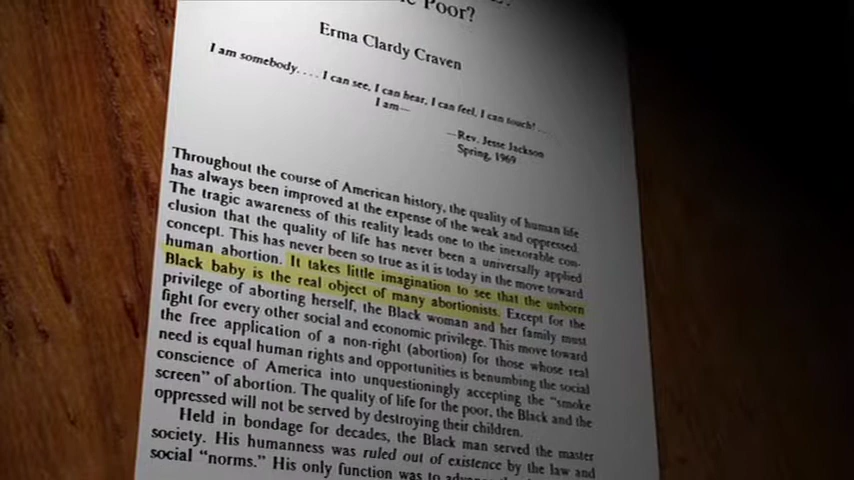 Poor?
Erma Clardy Craven
I am somebody. . . . I can see, I can hear, I can feel, I can touch! . .
I am—
—Rev. Jesse Jackson
Spring, 1969
Throughout the course of American history, the quality of human life
has always been improved at the expense of the weak and oppressed.
The tragic awareness of this reality leads one to the inexorable con-
clusion that the quality of life has never been a universally applied
concept. This has never been so true as it is today in the move toward
human abortion. It takes little imagination to see that the unborn
Black baby is the real object of many abortionists. Except for the
privilege of aborting herself, the Black woman and her family must
fight for every other social and economic privilege. This move toward
the free application of a non-right (abortion) for those whose real
need is equal human rights and opportunities is benumbing the social
conscience of America into unquestioningly accepting the "smoke
screen" of abortion. The quality of life for the poor, the Black and the
oppressed will not be served by destroying their children.
Held in bondage for decades, the Black man served the master
society. His humanness was ruled out of existence by the law and
social "norms." His only function was to